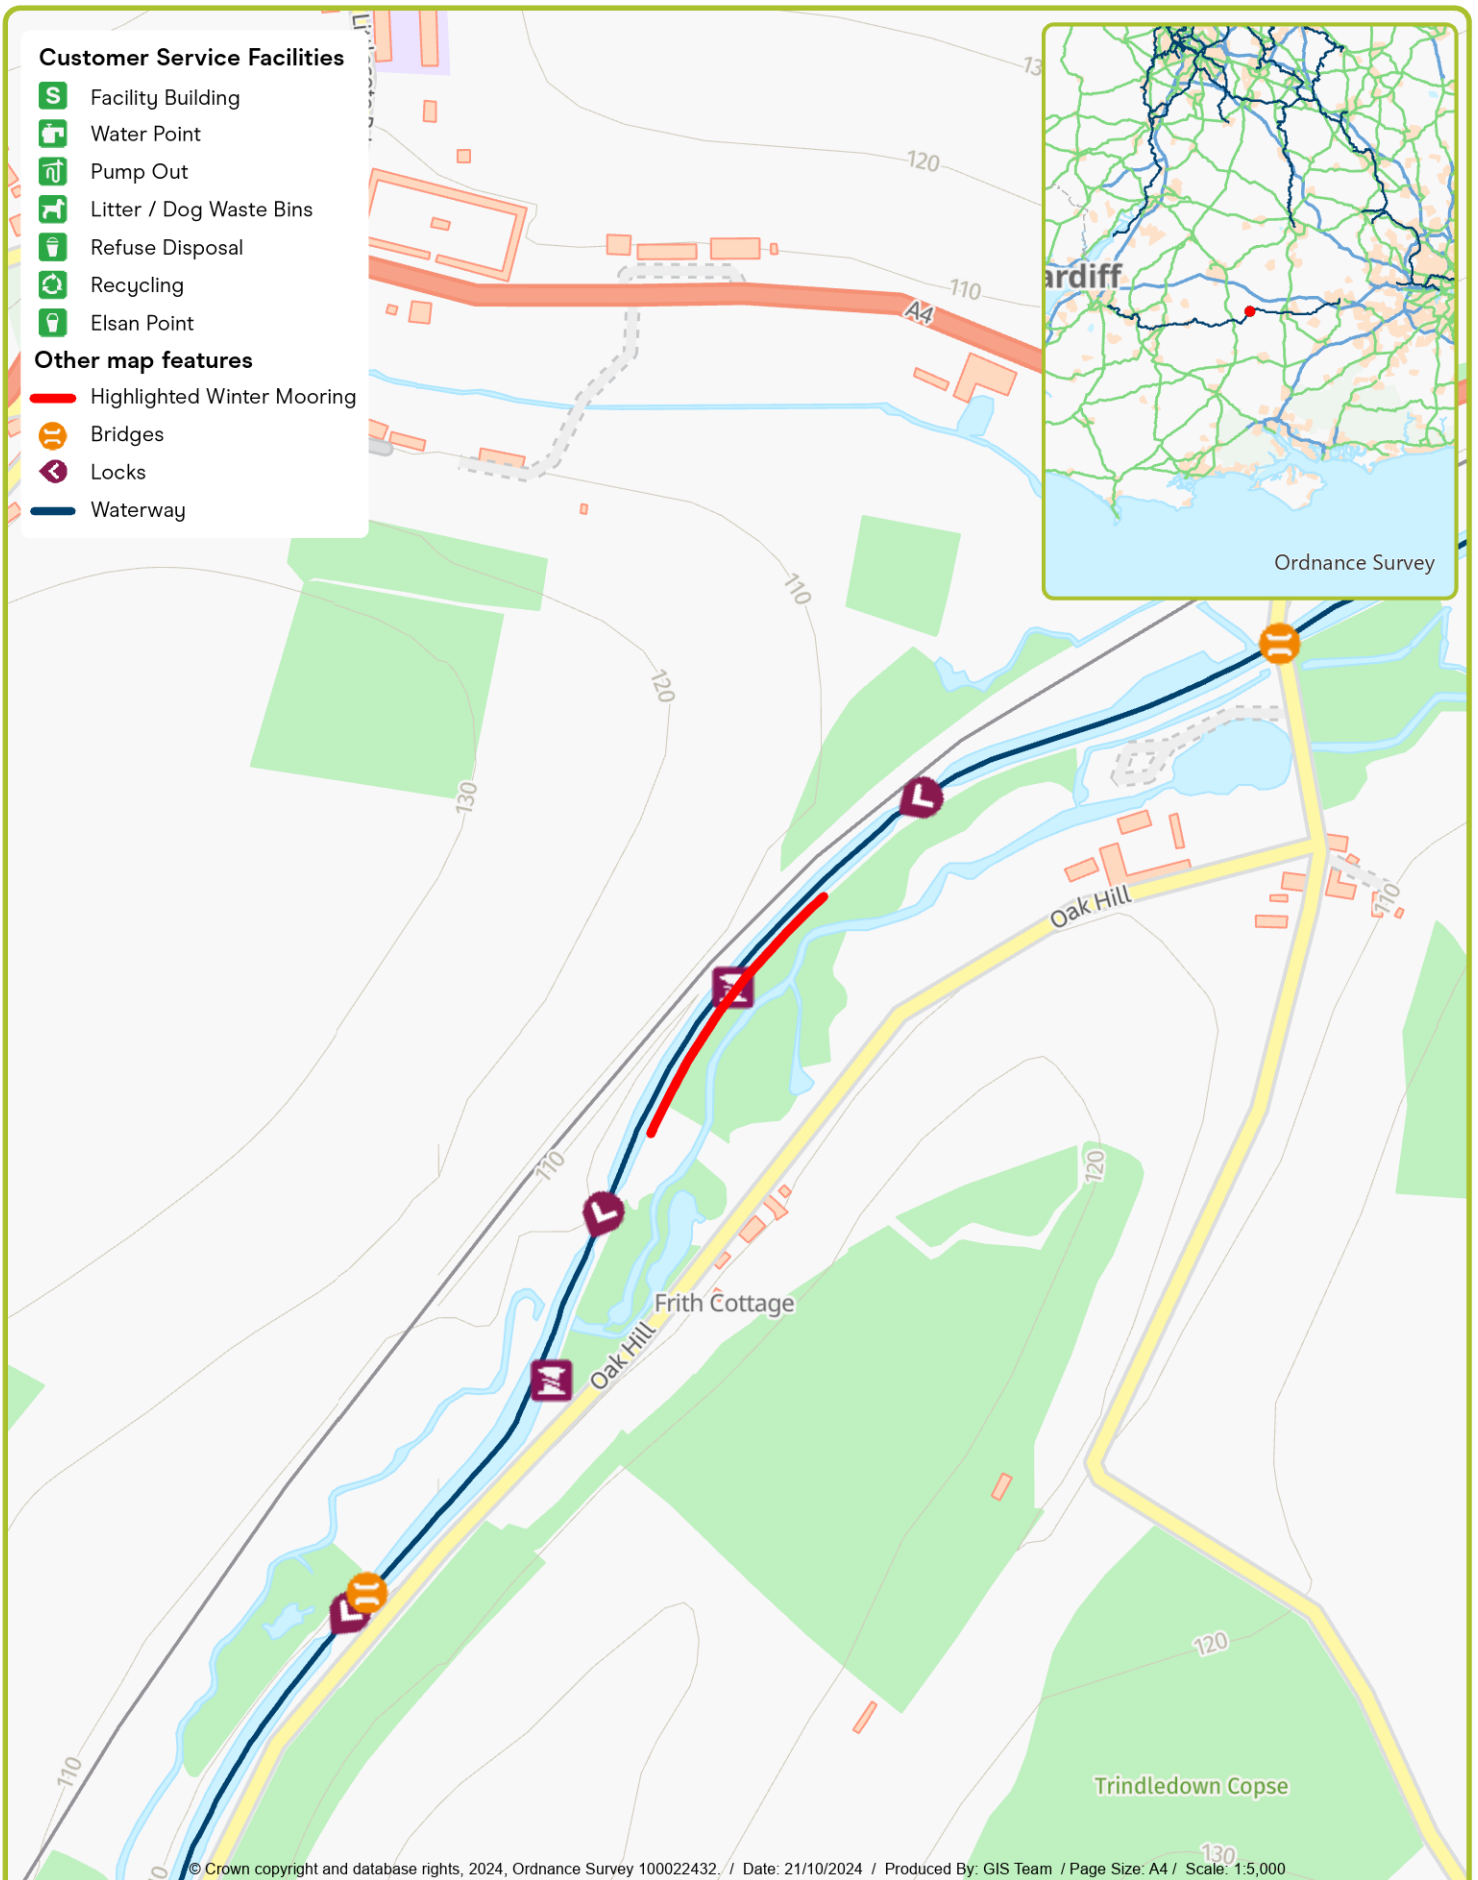 Customer Service Facilities
S Facility Building
Water Point
Pump Out
Litter / Dog Waste Bins
Refuse Disposal
Recycling
Elsan Point
Other map features
Highlighted Winter Mooring
Bridges
Locks
Waterway
120
110
A4
ardiff
Ordnance Survey
110
120
130
Oak Hill
110
110
120
Frith Cottage
Oak Hill
120
110
Trindledown Copse
130
© Crown copyright and database rights, 2024, Ordnance Survey 100022432. / Date: 21/10/2024 / Produced By: GIS Team / Page Size: A4 / Scale: 1:5,000